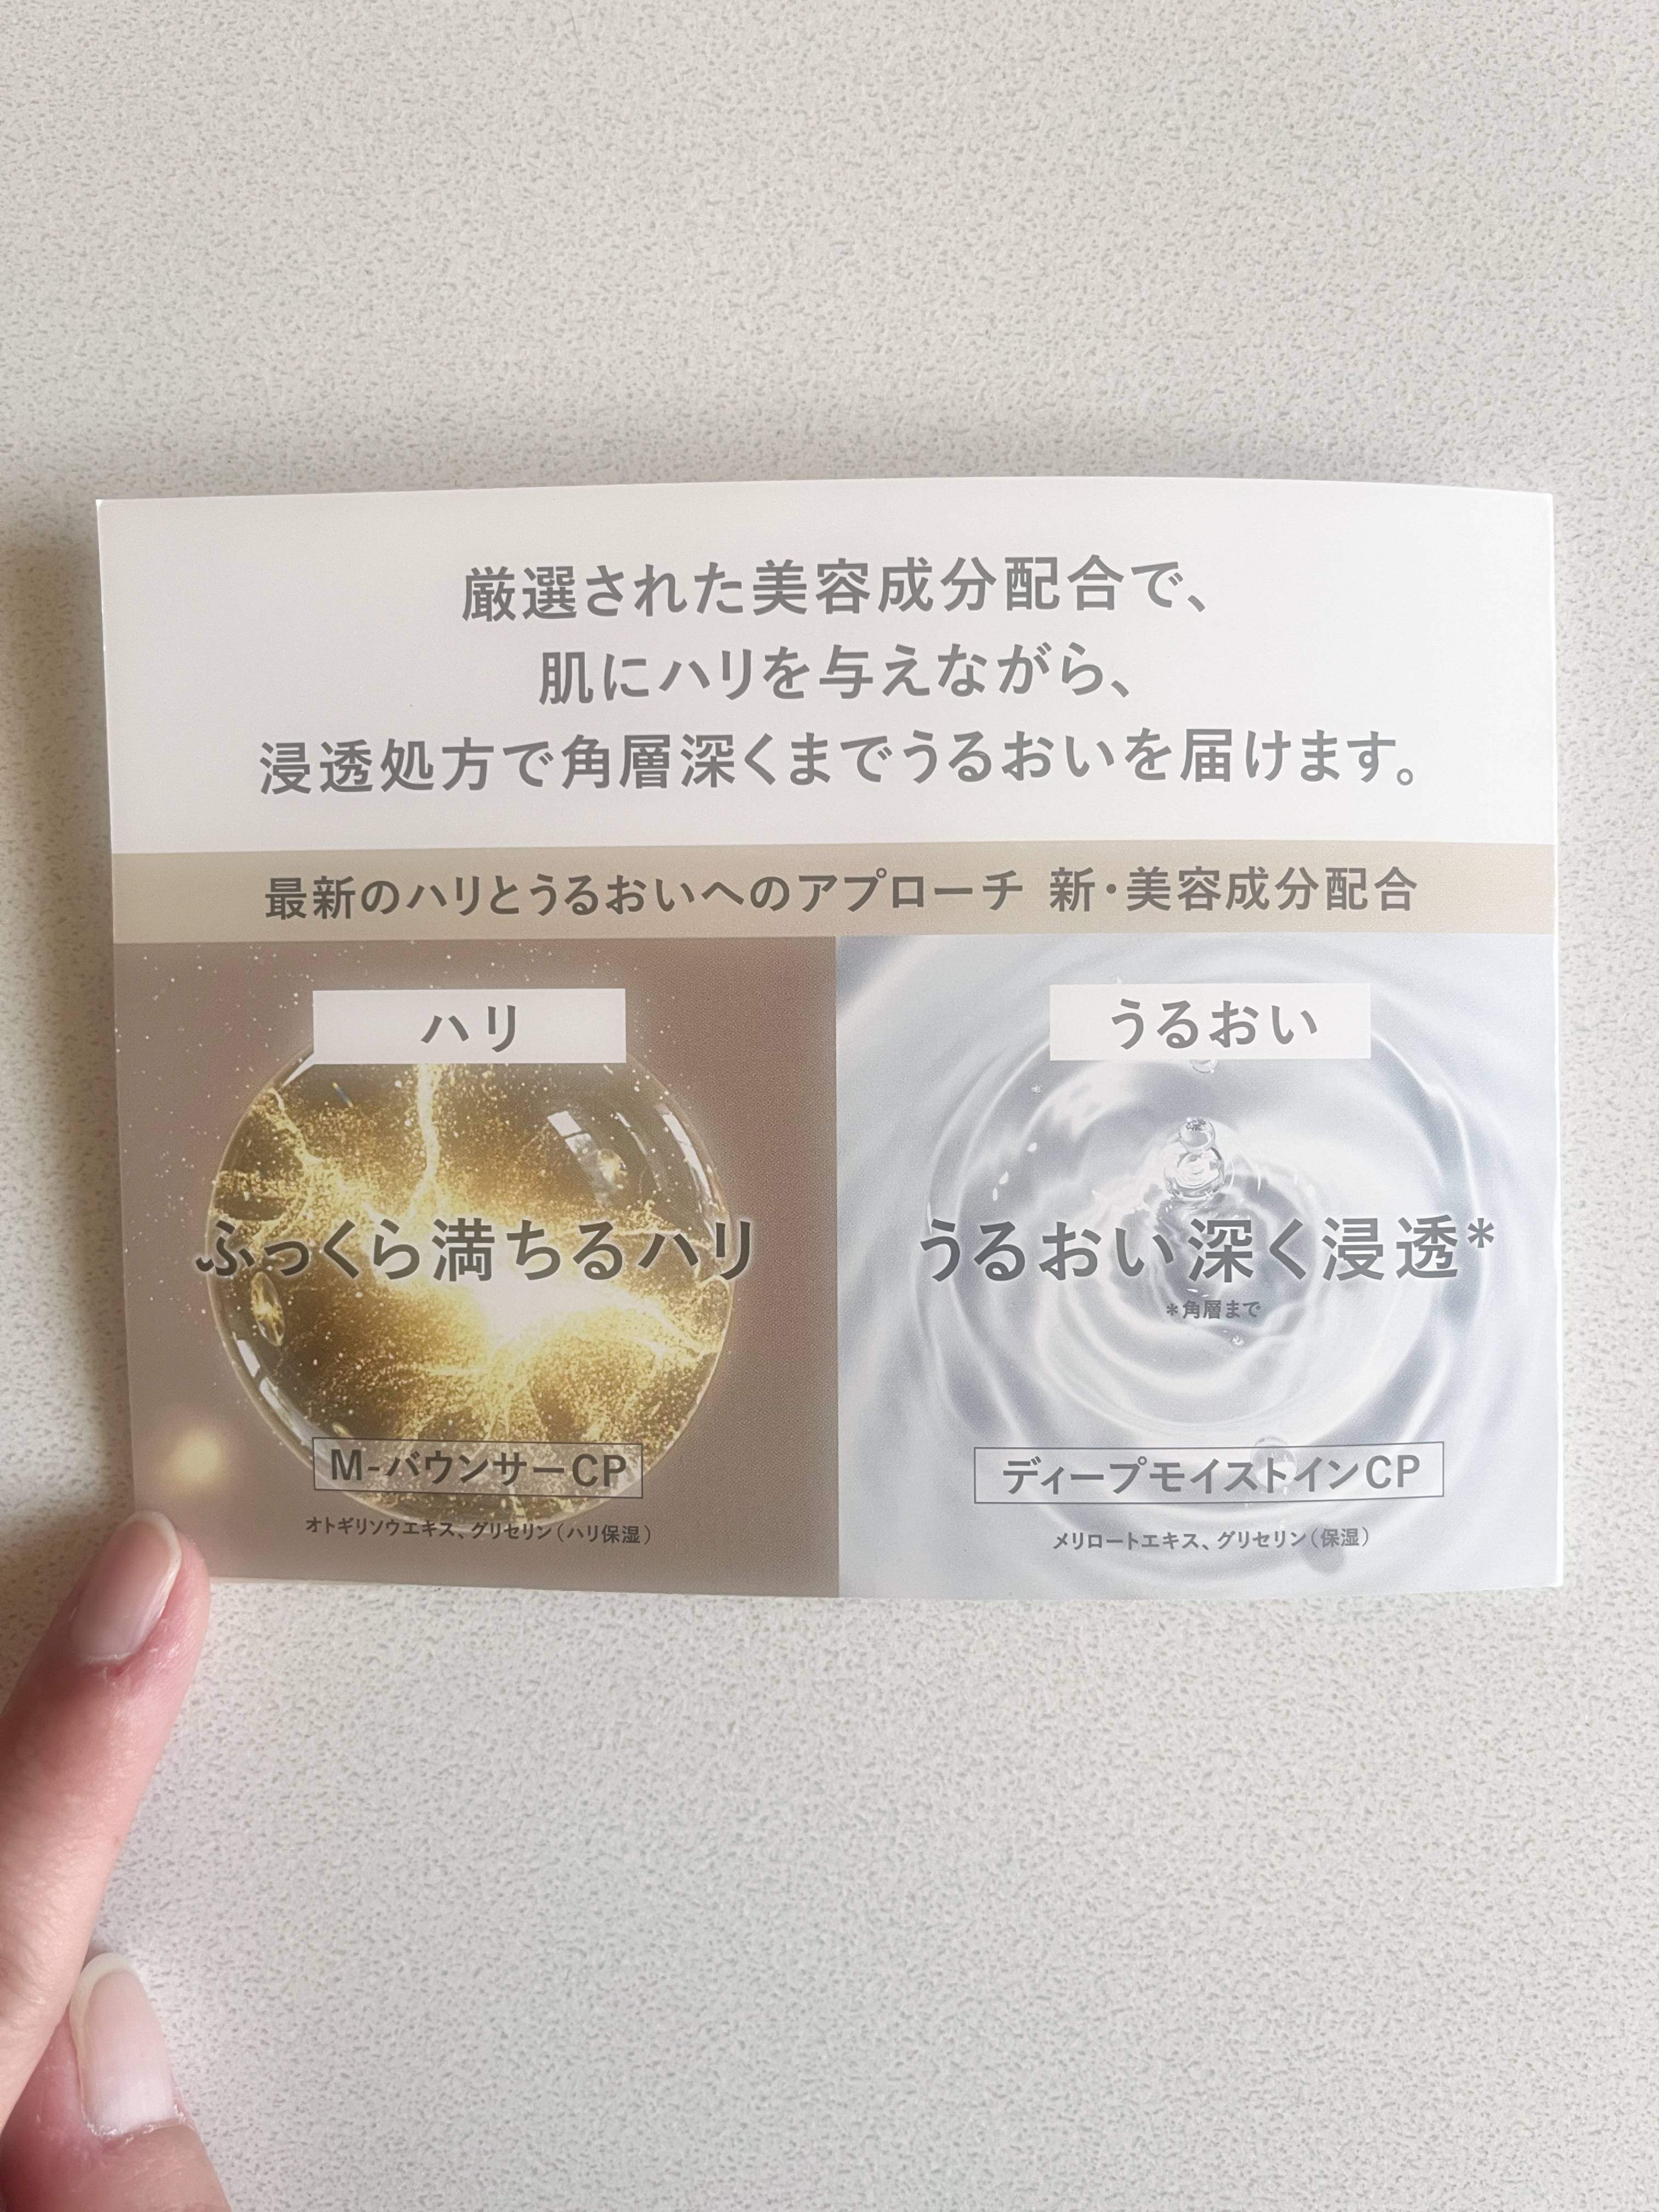 厳選された美容成分配合で、
肌にハリを与えながら、
浸透処方で角層深くまでうるおいを届けます。
最新のハリとうるおいへのアプローチ 新・美容成分配合
ハリ
ふっくら満ちるハリ
M-バウンサーCP
オトギリソウエキス、グリセリン（ハリ保湿）
うるおい
うるおい深く浸透*
*角層まで
ディープモイストインCP
メリロートエキス、グリセリン（保湿）